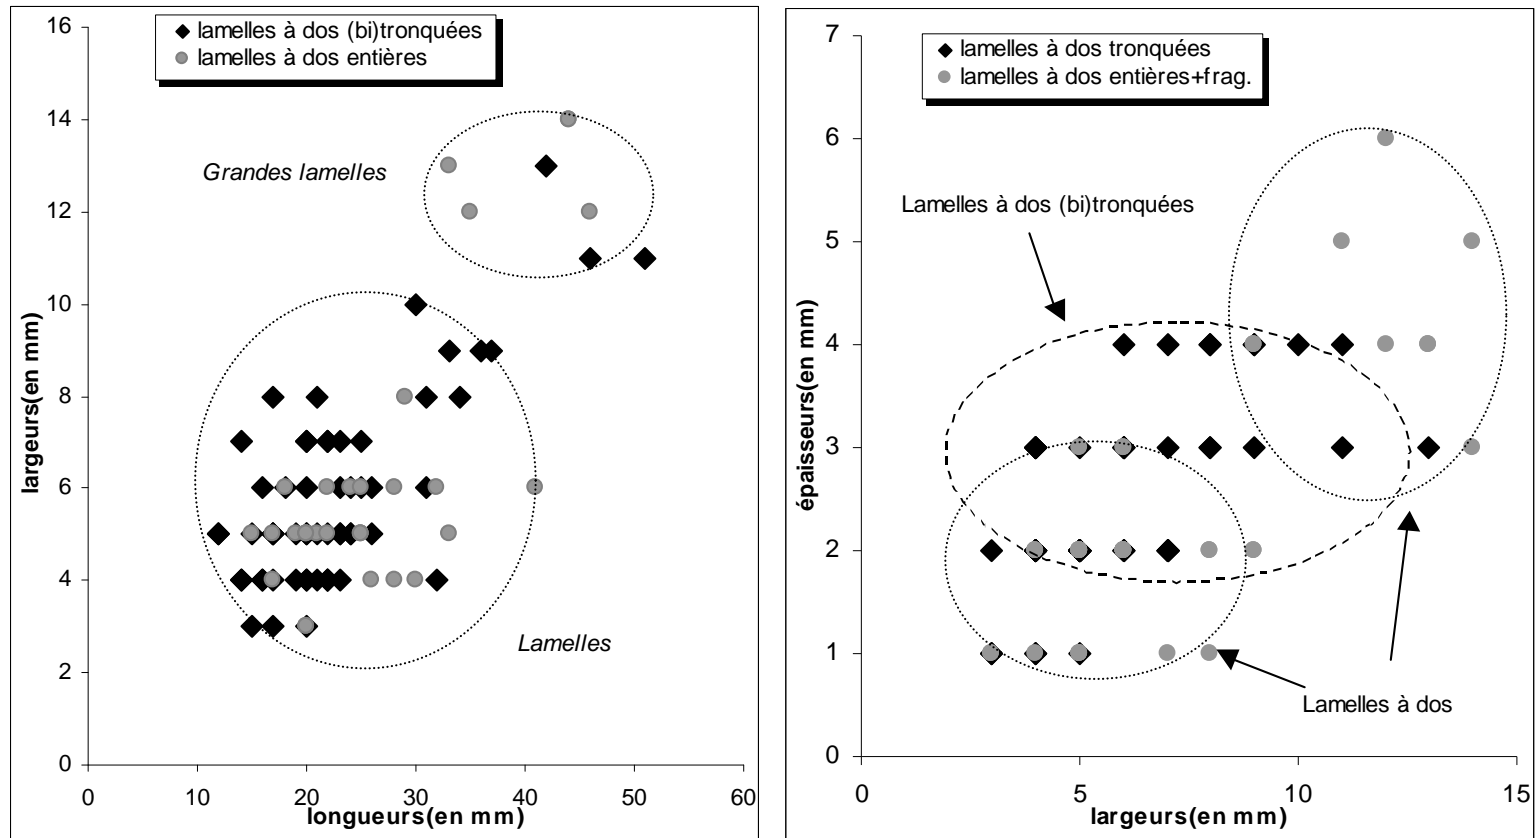 lamelles à dos (bi)tronquées
lamelles à dos entières
16
14
12
10
8
6
4
2
0
largeurs(en mm)
Grandes lamelles
Lamelles
0
10
20
30
40
50
60
longueurs(en mm)
lamelles à dos tronquées
lamelles à dos entières+frag.
7
6
5
4
3
2
1
0
épaisseurs(en mm)
Lamelles à dos (bi)tronquées
Lamelles à dos
0
5
10
15
largeurs(en mm)